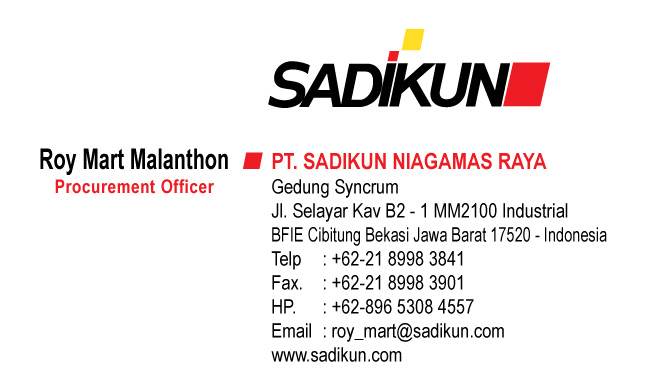 SADIKUN
Roy Mart Malanthon
Procurement Officer
PT. SADIKUN NIAGAMAS RAYA
Gedung Syncrum
Jl. Selayar Kav B2 - 1 MM2100 Industrial
BFIE Cibitung Bekasi Jawa Barat 17520 - Indonesia
Telp : +62-21 8998 3841
Fax. : +62-21 8998 3901
HP. : +62-896 5308 4557
Email : roy_mart@sadikun.com
www.sadikun.com